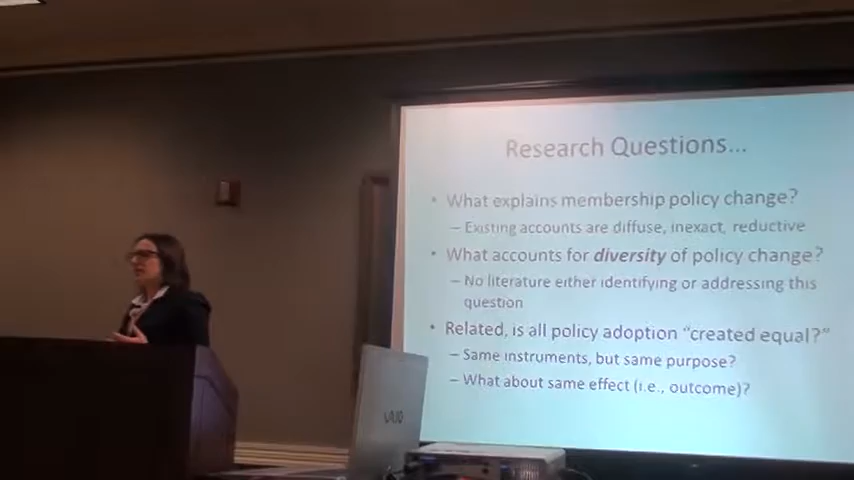 Research Questions...
• What explains membership policy change?
– Existing accounts are diffuse, inexact, reductive
• What accounts for diversity of policy change?
– No literature either identifying or addressing this
question
• Related, is all policy adoption "created equal?"
– Same instruments, but same purpose?
– What about same effect (i.e., outcome)?
VAIO